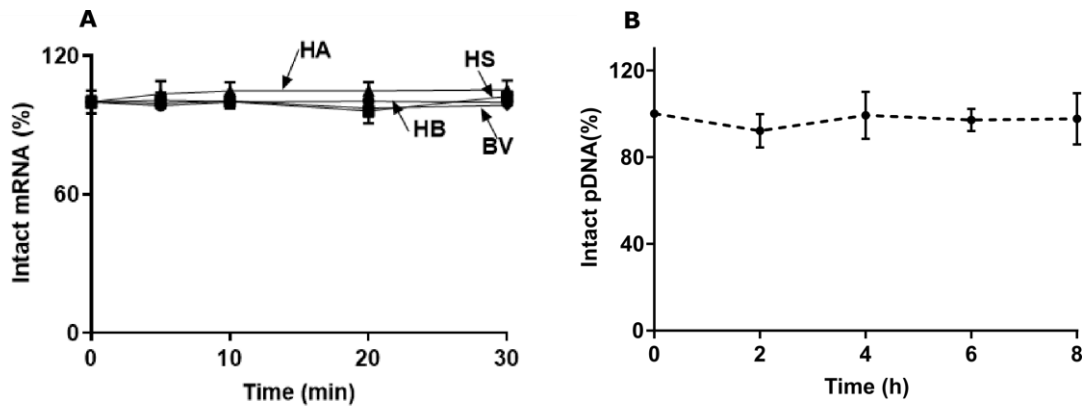 A
Intact mRNA (%)
120
60
0
HA
HS
HB
BV
0 10 20 30
Time (min)
B
Intact pDNA(%)
120
80
40
0
0 2 4 6 8
Time (h)